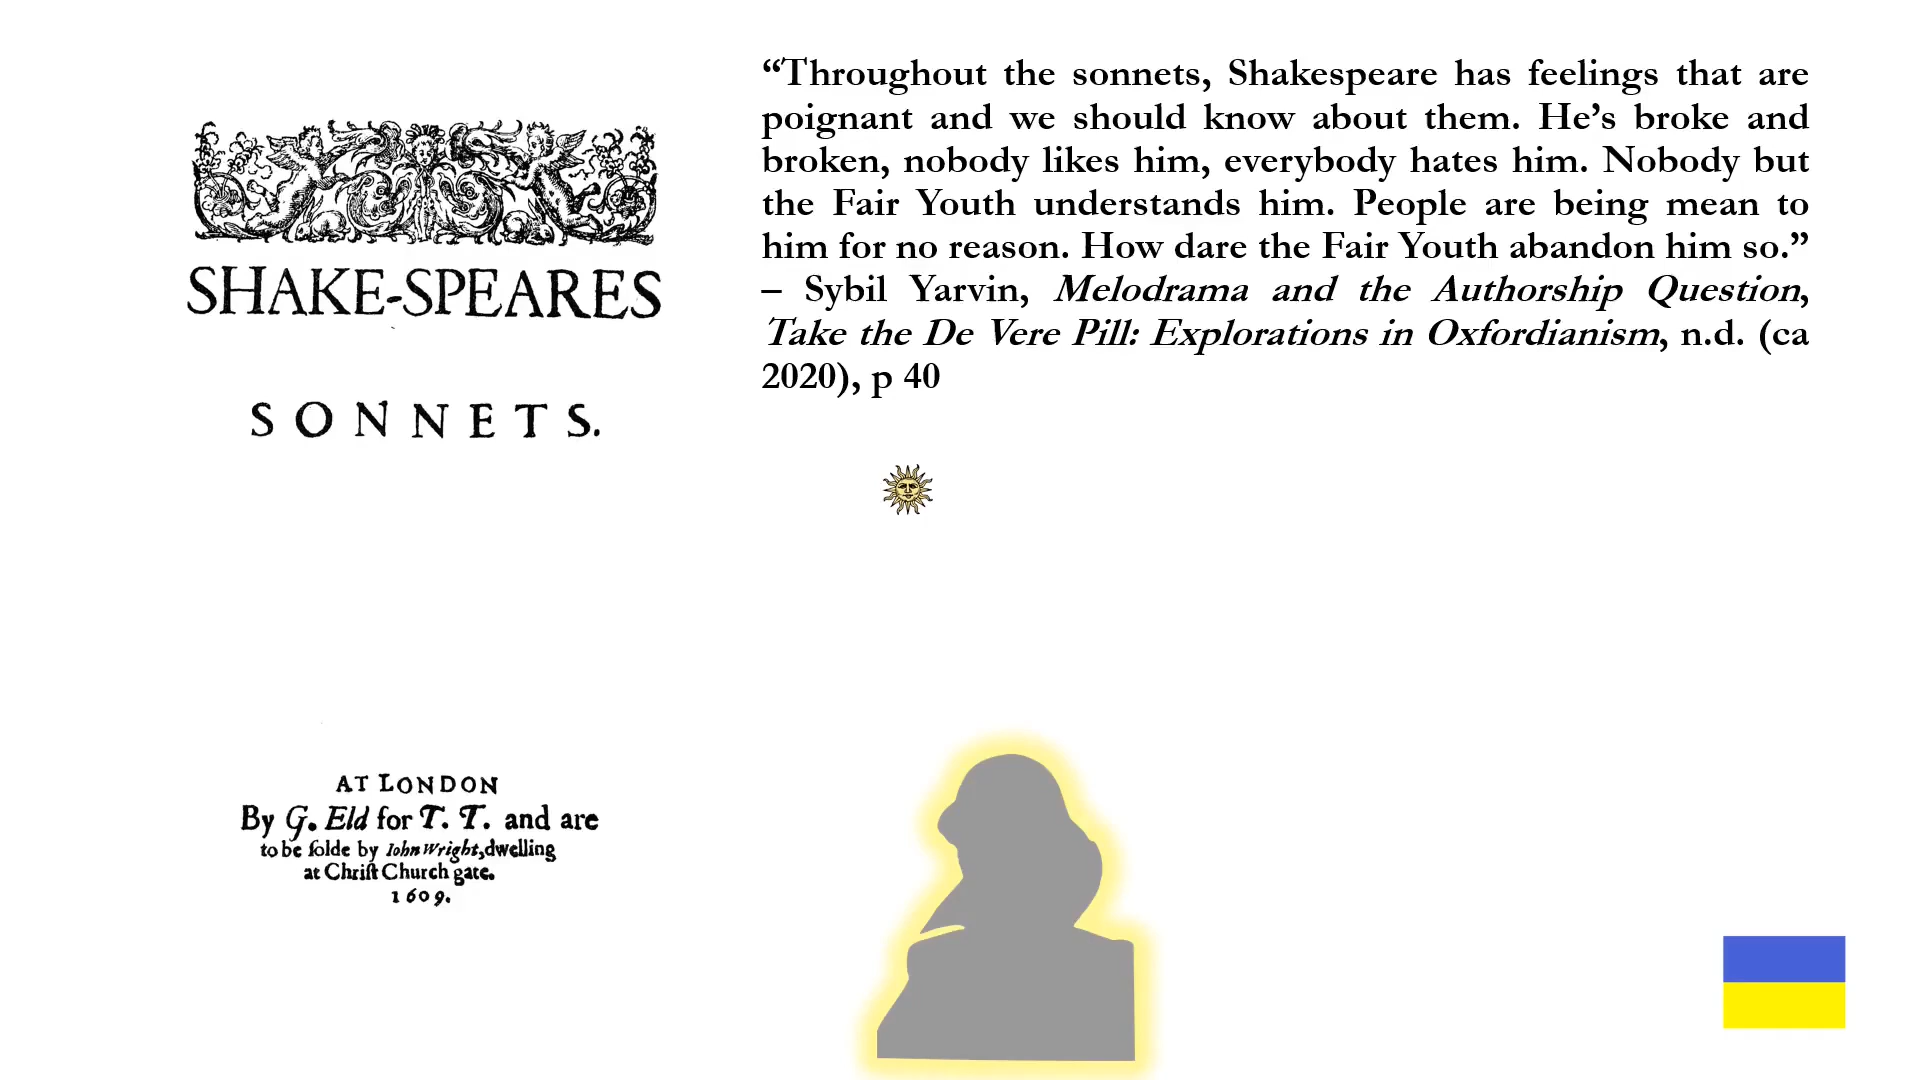 SHAKE-SPEARES
SONNETS.
AT LONDON
By G. Eld for T. T. and are
to be ſolde by Iohn Wright, dwelling
at Chriſt Church gate.
1609.
“Throughout the sonnets, Shakespeare has feelings that are
poignant and we should know about them. He’s broke and
broken, nobody likes him, everybody hates him. Nobody but
the Fair Youth understands him. People are being mean to
him for no reason. How dare the Fair Youth abandon him so.”
– Sybil Yarvin, Melodrama and the Authorship Question,
Take the De Vere Pill: Explorations in Oxfordianism, n.d. (ca
2020), p 40